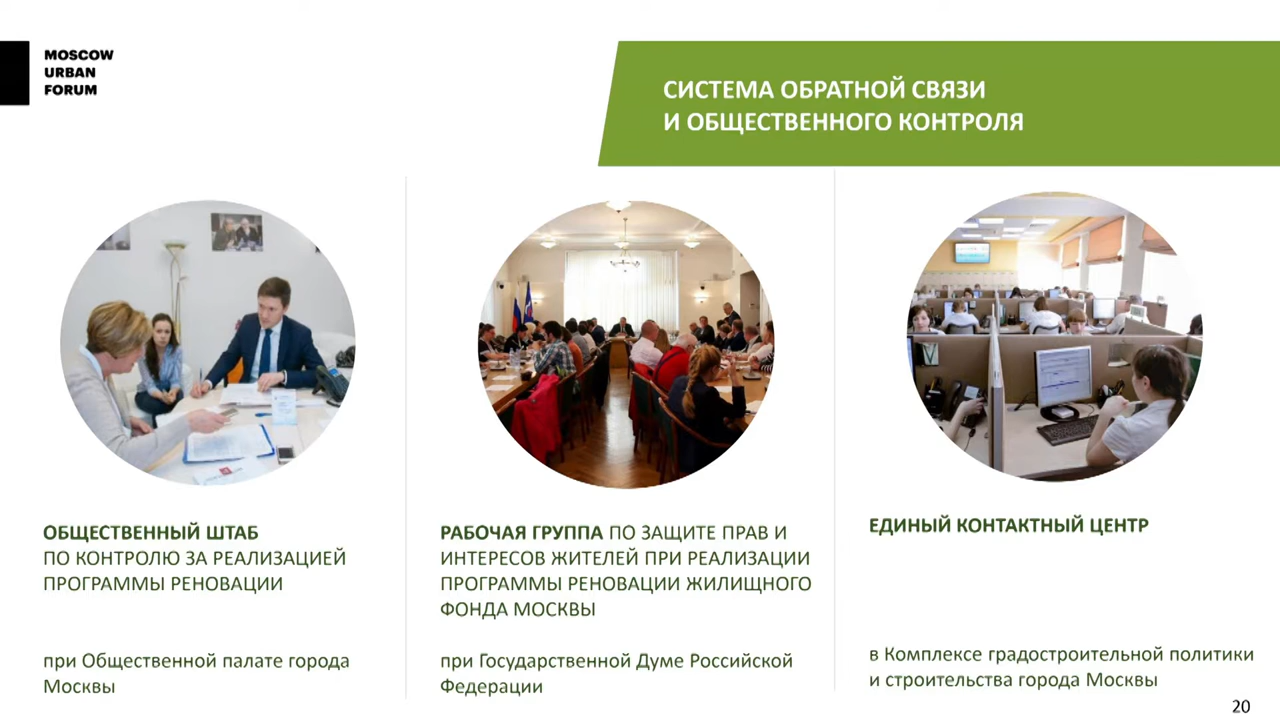 MOSCOW
URBAN
FORUM
СИСТЕМА ОБРАТНОЙ СВЯЗИ
И ОБЩЕСТВЕННОГО КОНТРОЛЯ
ОБЩЕСТВЕННЫЙ ШТАБ
ПО КОНТРОЛЮ ЗА РЕАЛИЗАЦИЕЙ
ПРОГРАММЫ РЕНОВАЦИИ
при Общественной палате города
Москвы
РАБОЧАЯ ГРУППА ПО ЗАЩИТЕ ПРАВ И
ИНТЕРЕСОВ ЖИТЕЛЕЙ ПРИ РЕАЛИЗАЦИИ
ПРОГРАММЫ РЕНОВАЦИИ ЖИЛИЩНОГО
ФОНДА МОСКВЫ
при Государственной Думе Российской
Федерации
ЕДИНЫЙ КОНТАКТНЫЙ ЦЕНТР
в Комплексе градостроительной политики
и строительства города Москвы
20